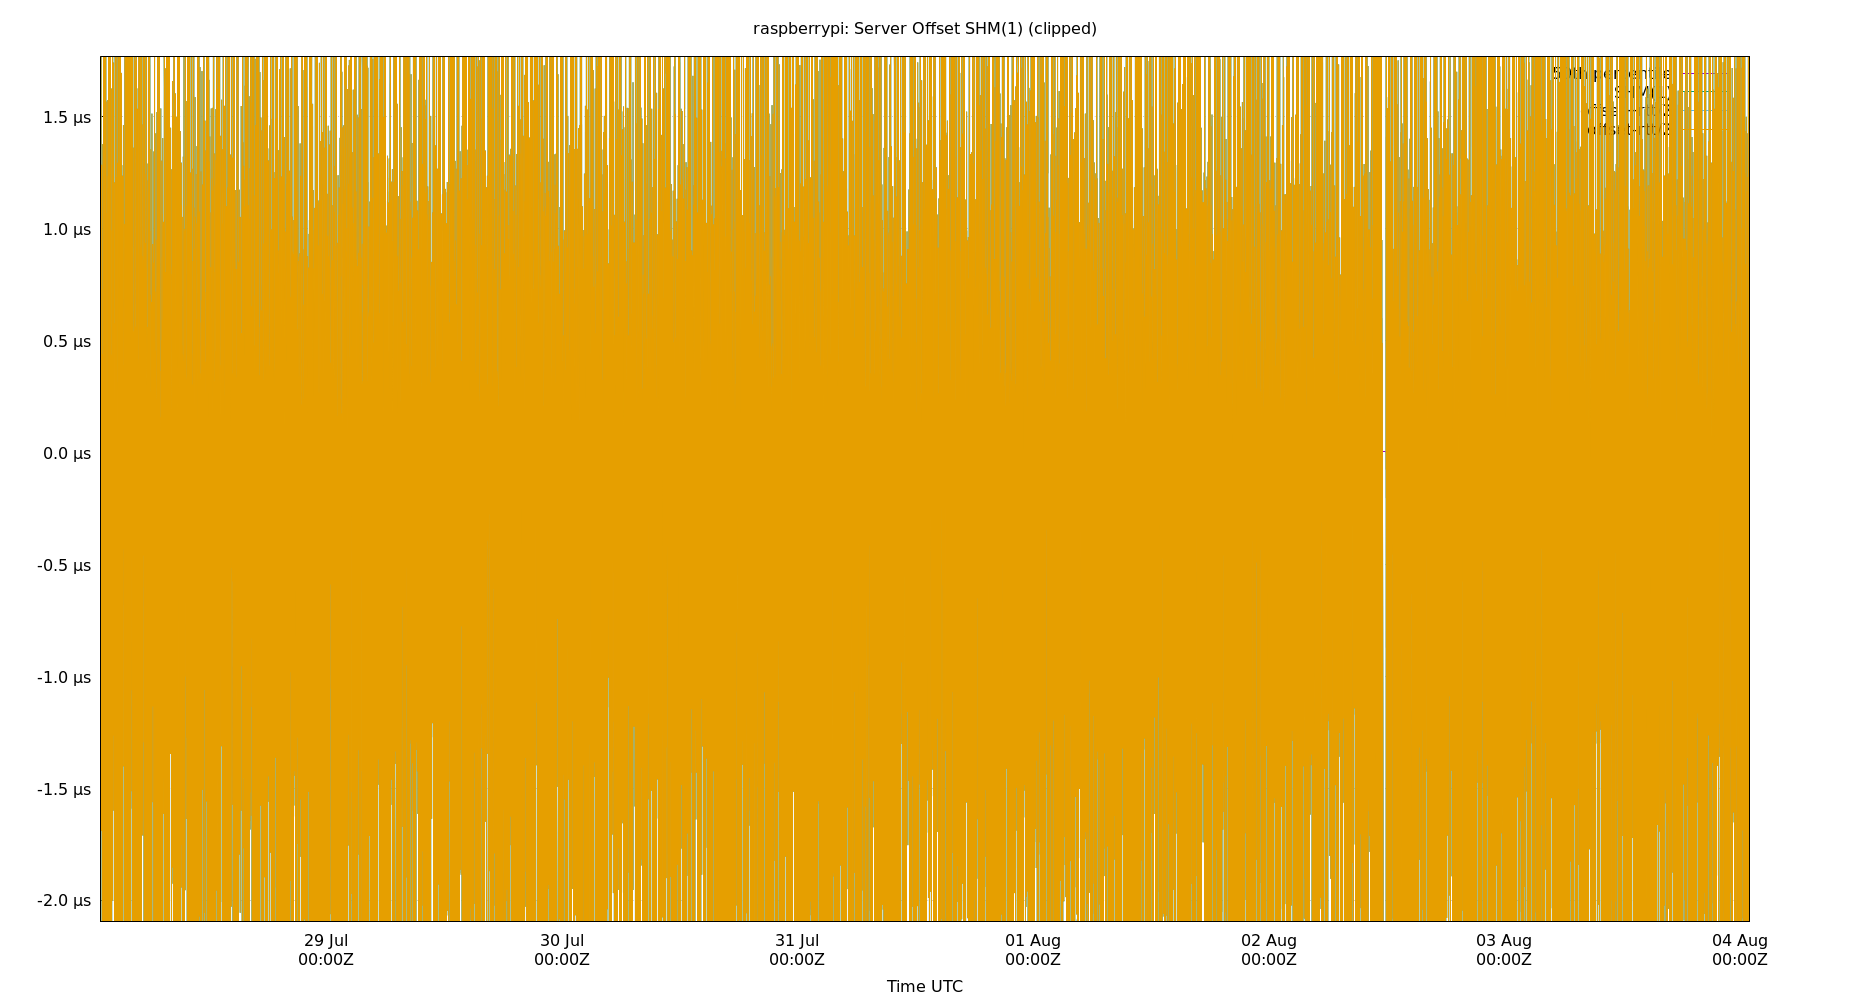 raspberrypi: Server Offset SHM(1) (clipped)
1.5 µs
1.0 µs
0.5 µs
0.0 µs
-0.5 µs
-1.0 µs
-1.5 µs
-2.0 µs
29 Jul
00:00Z
30 Jul
00:00Z
31 Jul
00:00Z
01 Aug
00:00Z
02 Aug
00:00Z
03 Aug
00:00Z
04 Aug
00:00Z
Time UTC